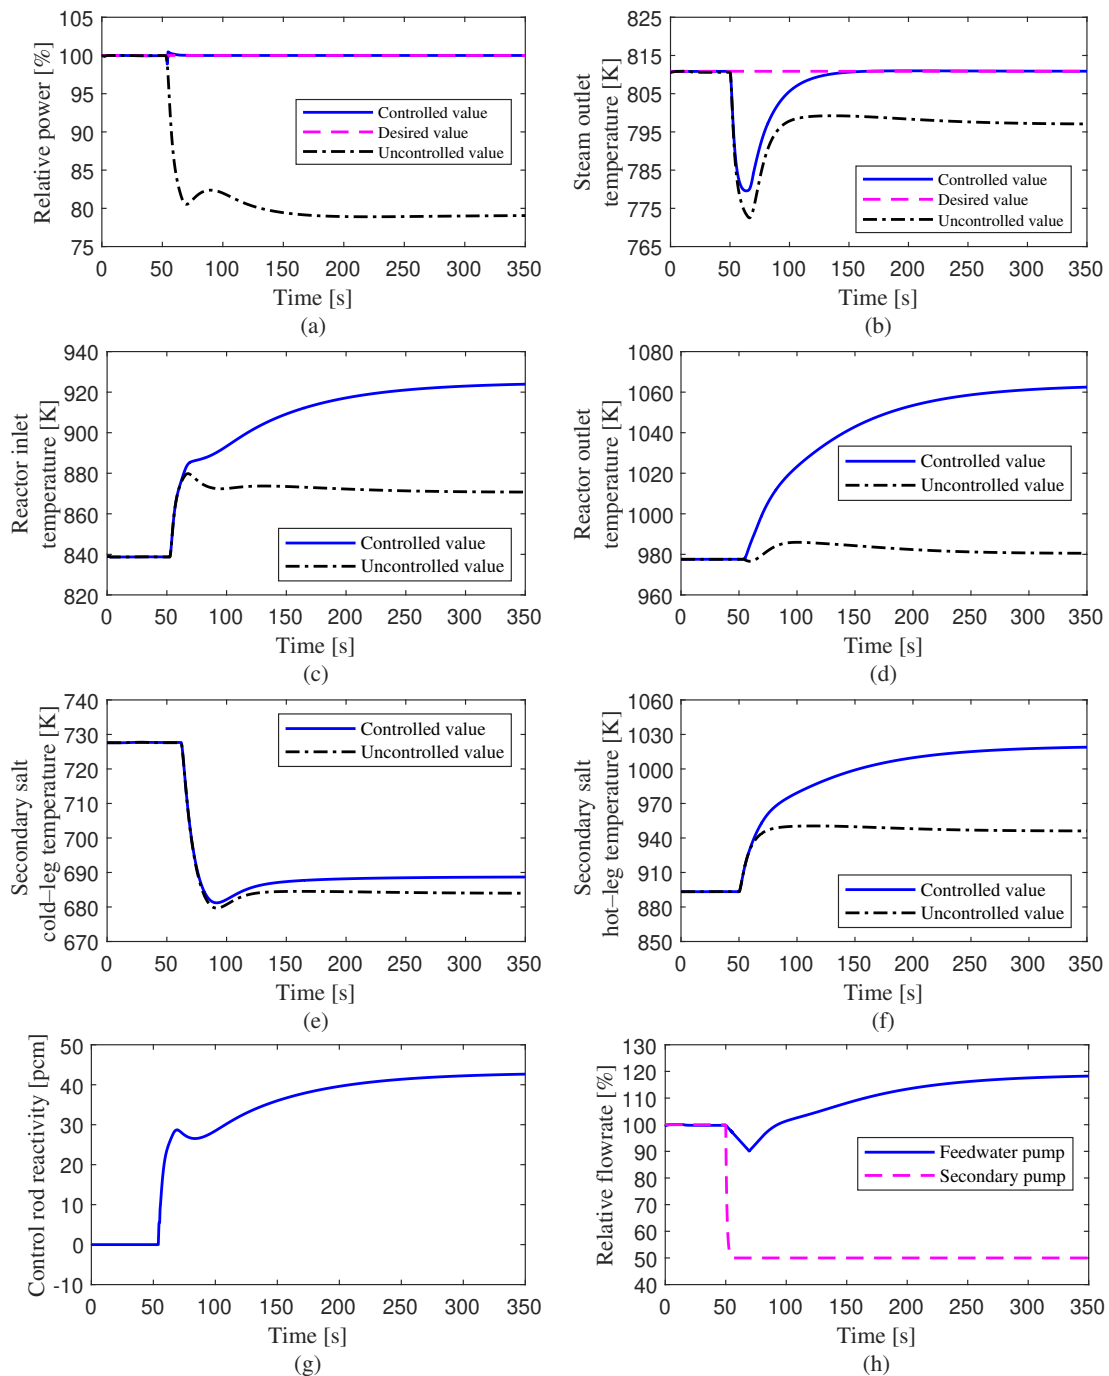 Relative power [%]
105
100
95
90
85
80
75
Controlled value
Desired value
Uncontrolled value
0 50 100 150 200 250 300 350
Time [s]
(a)
Steam outlet
temperature [K]
825
815
805
795
785
775
765
Controlled value
Desired value
Uncontrolled value
0 50 100 150 200 250 300 350
Time [s]
(b)
Reactor inlet
temperature [K]
940
920
900
880
860
840
820
Controlled value
Uncontrolled value
0 50 100 150 200 250 300 350
Time [s]
(c)
Reactor outlet
temperature [K]
1080
1060
1040
1020
1000
980
960
Controlled value
Uncontrolled value
0 50 100 150 200 250 300 350
Time [s]
(d)
Secondary salt
cold–leg temperature [K]
740
730
720
710
700
690
680
670
Controlled value
Uncontrolled value
0 50 100 150 200 250 300 350
Time [s]
(e)
Secondary salt
hot–leg temperature [K]
1060
1030
1000
970
940
910
880
850
Controlled value
Uncontrolled value
0 50 100 150 200 250 300 350
Time [s]
(f)
Control rod reactivity [pcm]
50
40
30
20
10
0
-10
0 50 100 150 200 250 300 350
Time [s]
(g)
Relative flowrate [%]
130
120
110
100
90
80
70
60
50
40
Feedwater pump
Secondary pump
0 50 100 150 200 250 300 350
Time [s]
(h)